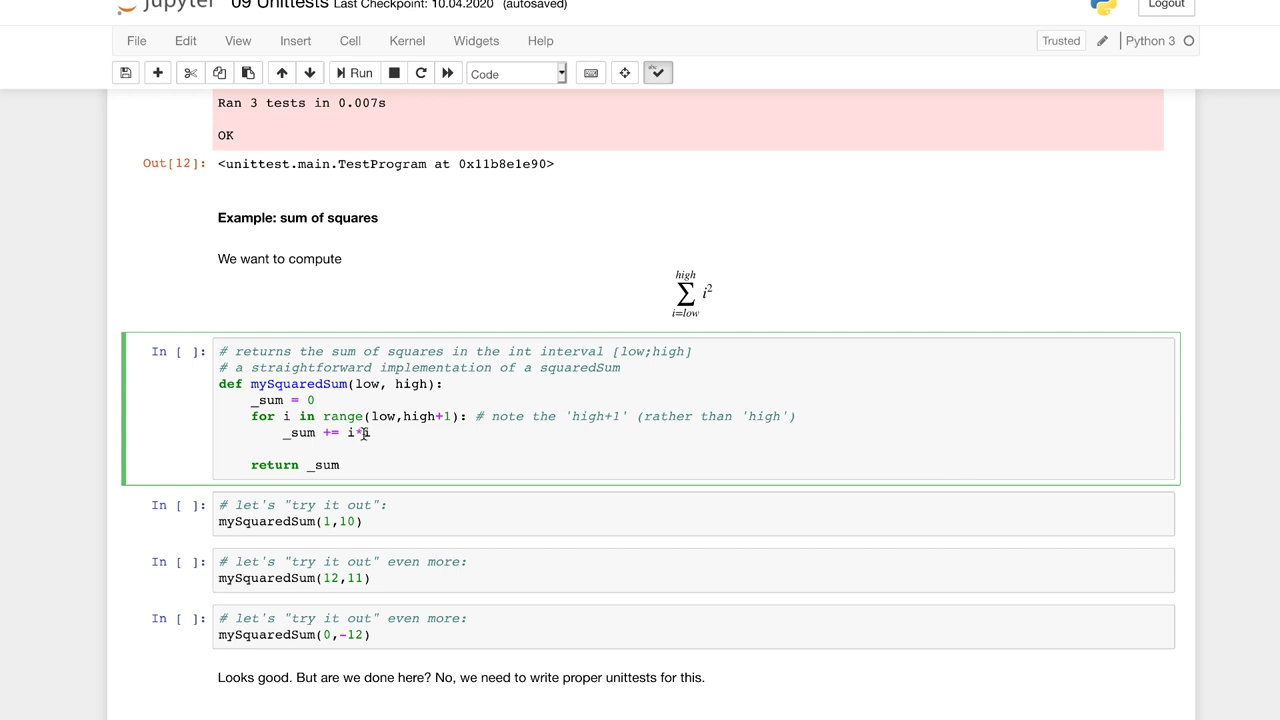 jupyter 09 Unittests Last Checkpoint: 10.04.2020 (autosaved)
Logout
File Edit View Insert Cell Kernel Widgets Help
Trusted Python 3
Run Code
Ran 3 tests in 0.007s
OK
Out[12]: <unittest.main.TestProgram at 0x11b8e1e90>
Example: sum of squares
We want to compute
high
∑ i²
i=low
In [ ]: # returns the sum of squares in the int interval [low;high]
# a straightforward implementation of a squaredSum
def mySquaredSum(low, high):
    _sum = 0
    for i in range(low,high+1): # note the 'high+1' (rather than 'high')
        _sum += i*i
    return _sum
In [ ]: # let's "try it out":
mySquaredSum(1,10)
In [ ]: # let's "try it out" even more:
mySquaredSum(12,11)
In [ ]: # let's "try it out" even more:
mySquaredSum(0,-12)
Looks good. But are we done here? No, we need to write proper unittests for this.